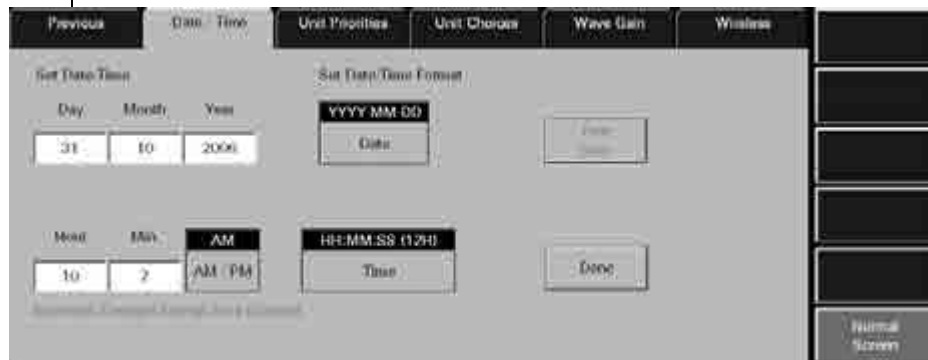 Previous
Date / Time
Unit Priorities
Unit Choices
Wave Gain
Wireless
Set Date/Time
Set Date/Time Format
Day
Month
Year
YYYY-MM-DD
31
10
2006
Date
Hour
Min.
AM
HH:MM:SS (12H)
10
2
AM / PM
Time
Done
Normal
Screen